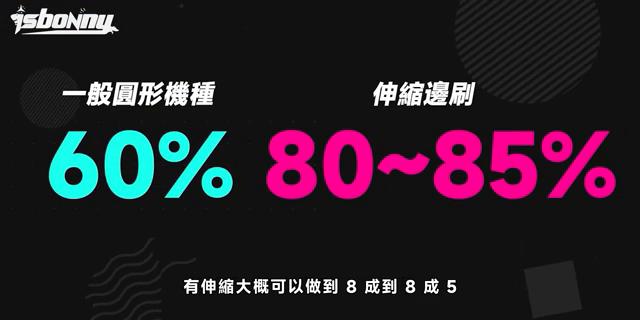 isbonny
一般圓形機種
伸縮邊刷
60%
80~85%
有伸縮大概可以做到 8 成到 8 成 5